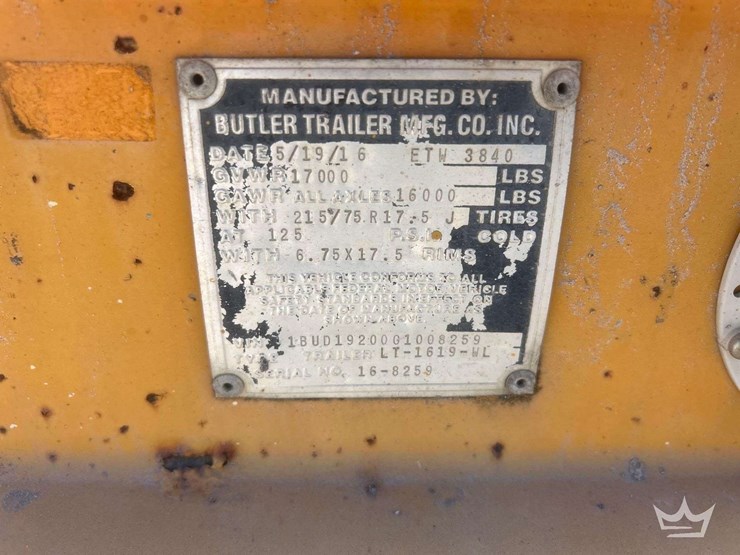 MANUFACTURED BY:
BUTLER TRAILER MFG. CO. INC.
DATE 5/19/16 ETW 3840
GVWR 17000 LBS
GAWR ALL AXLES 16000 LBS
WITH 215/75 R17.5 J TIRES
AT 125 P.S.I. COLD
WITH 6.75X17.5 RIMS
THIS VEHICLE CONFORMS TO ALL
APPLICABLE FEDERAL MOTOR VEHICLE
SAFETY STANDARDS IN EFFECT ON
THE DATE OF MANUFACTURE
SHOWN ABOVE
VIN 1BUD19200G1008259
TYPE TRAILER LT-1619-WL
SERIAL NO. 16-8259